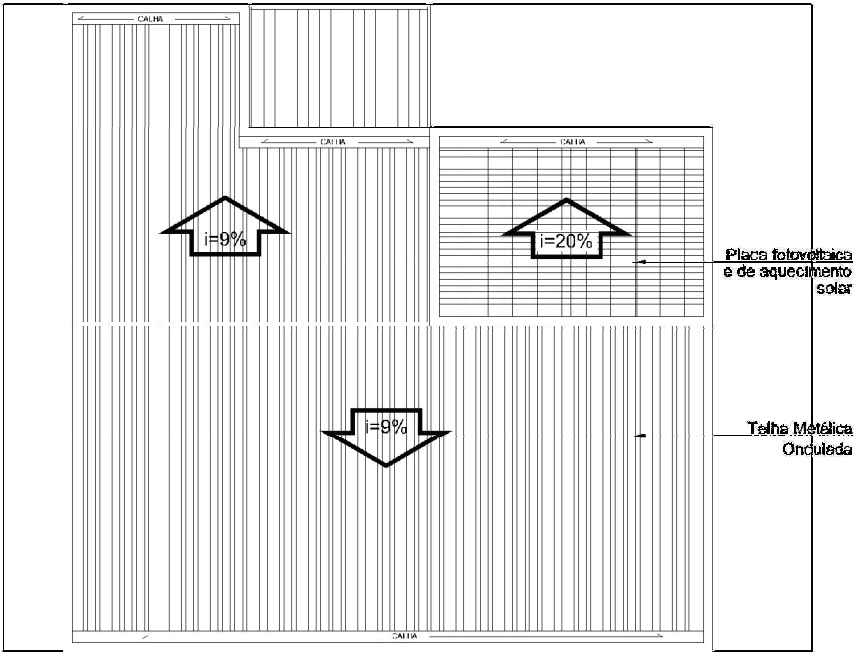 CALHA
CALHA
CALHA
i=9%
i=20%
Placa fotovoltaica
e de aquecimento
solar
i=9%
Telha Metálica
Ondulada
CALHA